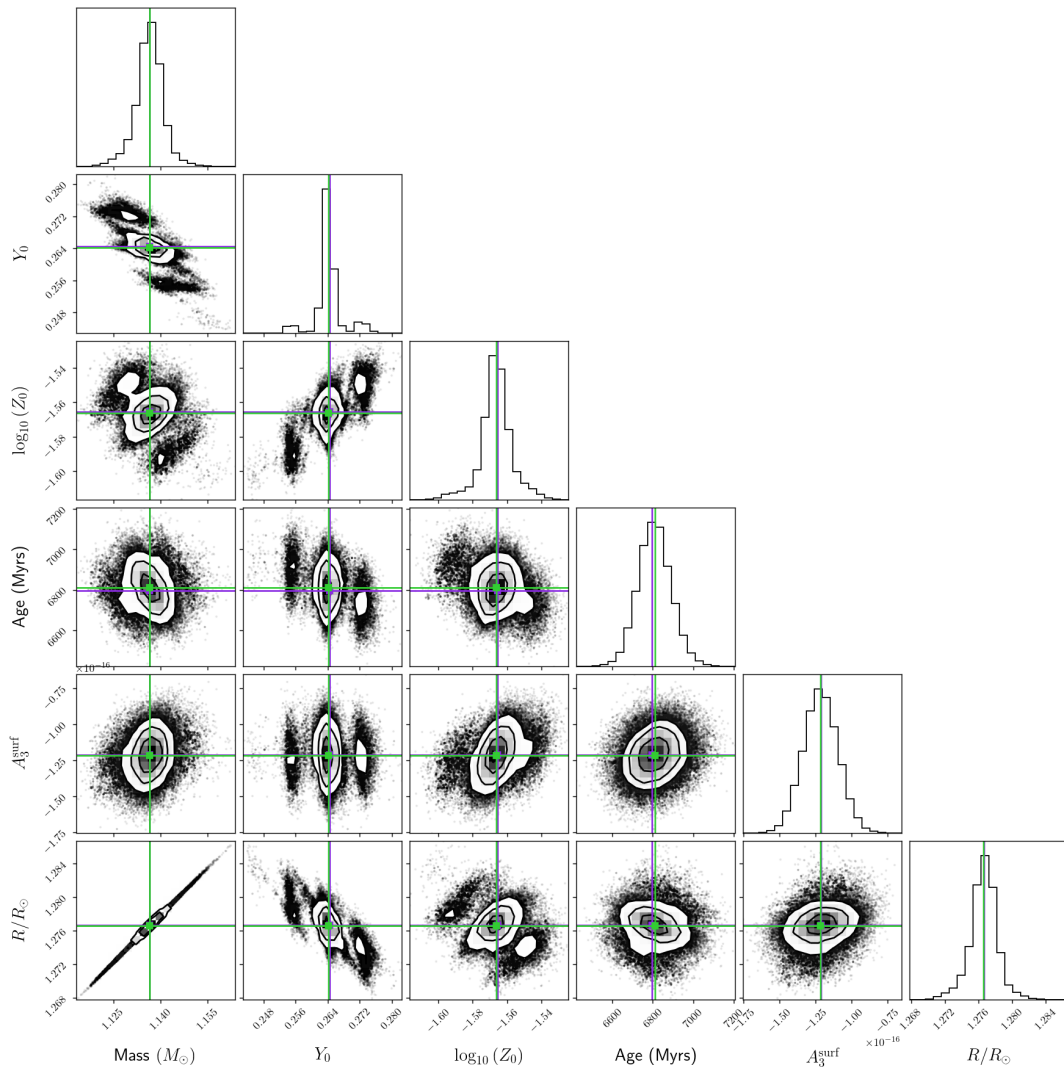 0.280
0.272
0.264
0.256
0.248
Y₀
−1.54
−1.56
−1.58
−1.60
log₁₀(Z₀)
7200
7000
6800
6600
Age (Myrs)
×10⁻¹⁶
−0.75
−1.00
−1.25
−1.50
−1.75
A₃ˢᵘʳᶠ
1.284
1.280
1.276
1.272
1.268
R/R⊙
1.125 1.140 1.155
0.248 0.256 0.264 0.272 0.280
−1.60 −1.58 −1.56 −1.54
6600 6800 7000 7200
−1.75 −1.50 −1.25 −1.00 −0.75
×10⁻¹⁶
1.268 1.272 1.276 1.280 1.284
Mass (M⊙) Y₀ log₁₀(Z₀) Age (Myrs) A₃ˢᵘʳᶠ R/R⊙